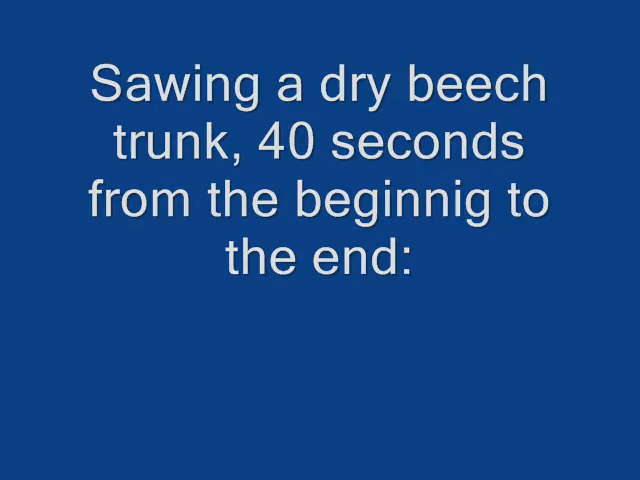 Sawing a dry beech
trunk, 40 seconds
from the beginnig to
the end: